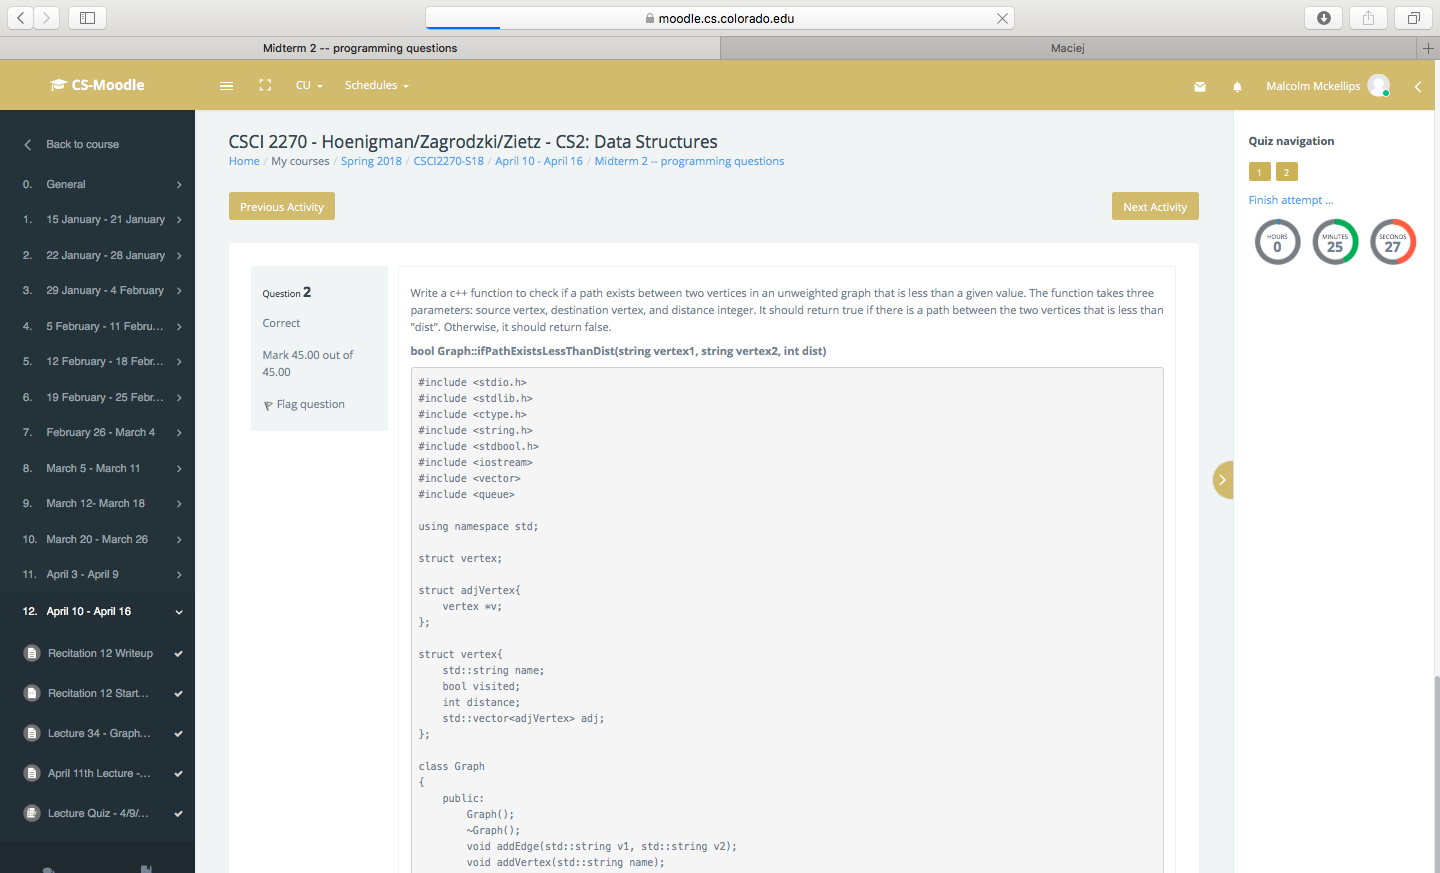 moodle.cs.colorado.edu
Midterm 2 -- programming questions
Maciej
CS-Moodle
CU
Schedules
Malcolm Mckellips
Back to course
0. General
1. 15 January - 21 January
2. 22 January - 28 January
3. 29 January - 4 February
4. 5 February - 11 Febru...
5. 12 February - 18 Febr...
6. 19 February - 25 Febr...
7. February 26 - March 4
8. March 5 - March 11
9. March 12- March 18
10. March 20 - March 26
11. April 3 - April 9
12. April 10 - April 16
Recitation 12 Writeup
Recitation 12 Start...
Lecture 34 - Graph...
April 11th Lecture -...
Lecture Quiz - 4/9/...
CSCI 2270 - Hoenigman/Zagrodzki/Zietz - CS2: Data Structures
Home / My courses / Spring 2018 / CSCI2270-S18 / April 10 - April 16 / Midterm 2 -- programming questions
Previous Activity
Next Activity
Question 2
Correct
Mark 45.00 out of
45.00
Flag question
Write a c++ function to check if a path exists between two vertices in an unweighted graph that is less than a given value. The function takes three
parameters: source vertex, destination vertex, and distance integer. It should return true if there is a path between the two vertices that is less than
"dist". Otherwise, it should return false.
bool Graph::ifPathExistsLessThanDist(string vertex1, string vertex2, int dist)
#include <stdio.h>
#include <stdlib.h>
#include <ctype.h>
#include <string.h>
#include <stdbool.h>
#include <iostream>
#include <vector>
#include <queue>
using namespace std;
struct vertex;
struct adjVertex{
    vertex *v;
};
struct vertex{
    std::string name;
    bool visited;
    int distance;
    std::vector<adjVertex> adj;
};
class Graph
{
    public:
        Graph();
        ~Graph();
        void addEdge(std::string v1, std::string v2);
        void addVertex(std::string name);
Quiz navigation
1 2
Finish attempt ...
HOURS
0
MINUTES
25
SECONDS
27